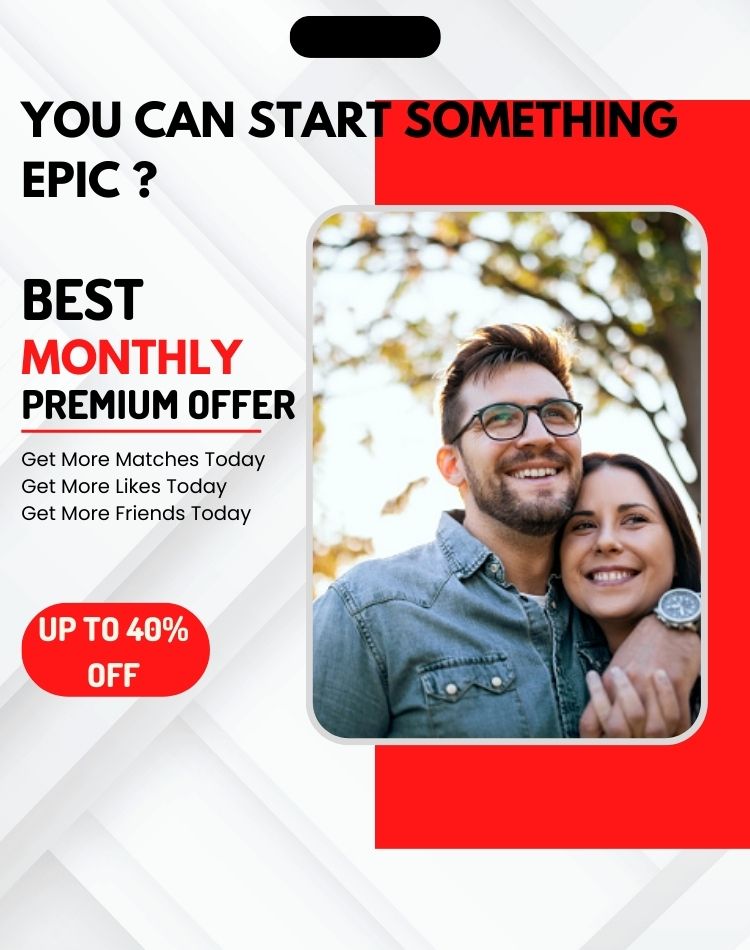 YOU CAN START SOMETHING
EPIC ?
BEST
MONTHLY
PREMIUM OFFER
Get More Matches Today
Get More Likes Today
Get More Friends Today
UP TO 40%
OFF